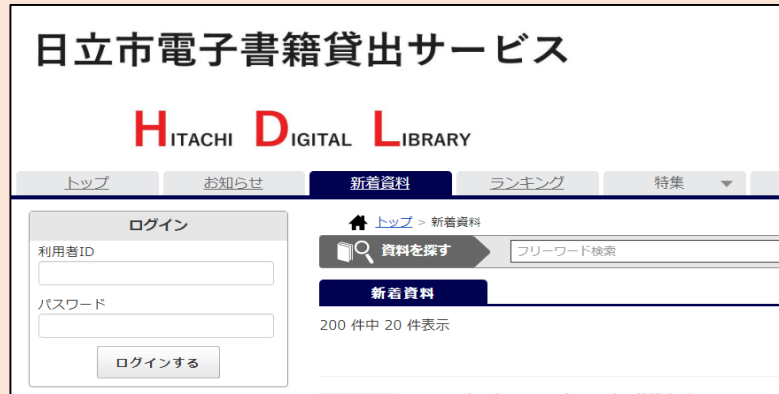 日立市電子書籍貸出サービス
HITACHI DIGITAL LIBRARY
トップ お知らせ 新着資料 ランキング 特集
ログイン
利用者ID
パスワード
ログインする
トップ > 新着資料
資料を探す フリーワード検索
新着資料
200 件中 20 件表示